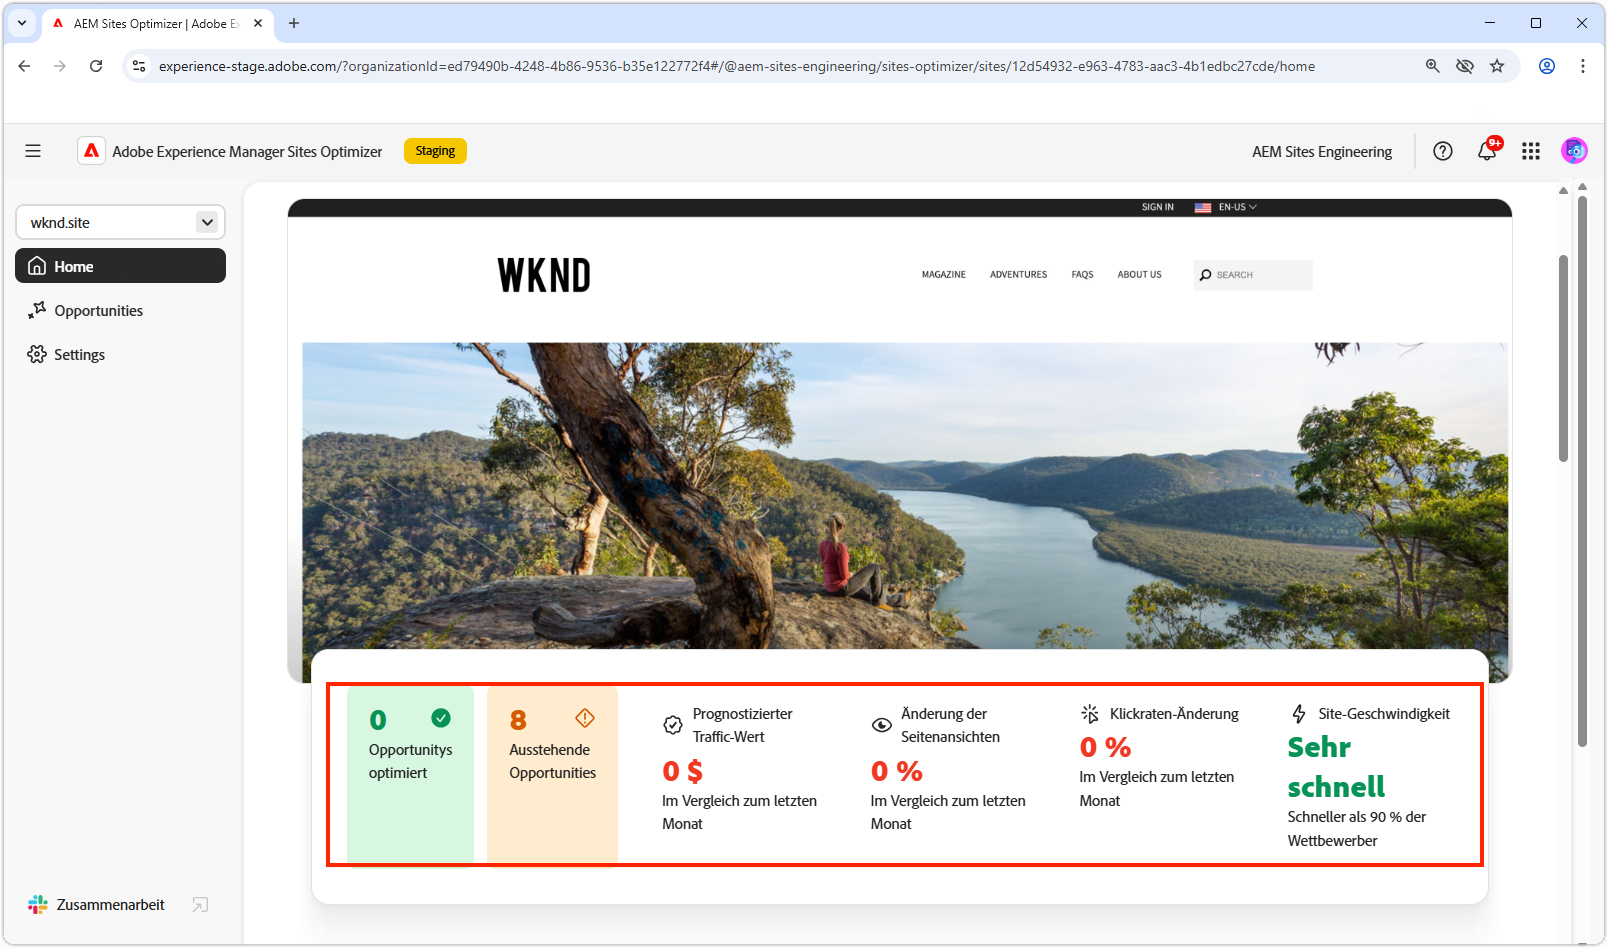 AEM Sites Optimizer | Adobe Ex
experience-stage.adobe.com/?organizationId=ed79490b-4248-4b86-9536-b35e122772f4#/@aem-sites-engineering/sites-optimizer/sites/12d54932-e963-4783-aac3-4b1edbc27cde/home
Adobe Experience Manager Sites Optimizer
Staging
AEM Sites Engineering
9+
wknd.site
Home
Opportunities
Settings
Zusammenarbeit
SIGN IN
EN-US
WKND
MAGAZINE
ADVENTURES
FAQS
ABOUT US
SEARCH
0
Opportunitys
optimiert
8
Ausstehende
Opportunities
Prognostizierter
Traffic-Wert
0 $
Im Vergleich zum letzten
Monat
Änderung der
Seitenansichten
0 %
Im Vergleich zum letzten
Monat
Klickraten-Änderung
0 %
Im Vergleich zum letzten
Monat
Site-Geschwindigkeit
Sehr
schnell
Schneller als 90 % der
Wettbewerber